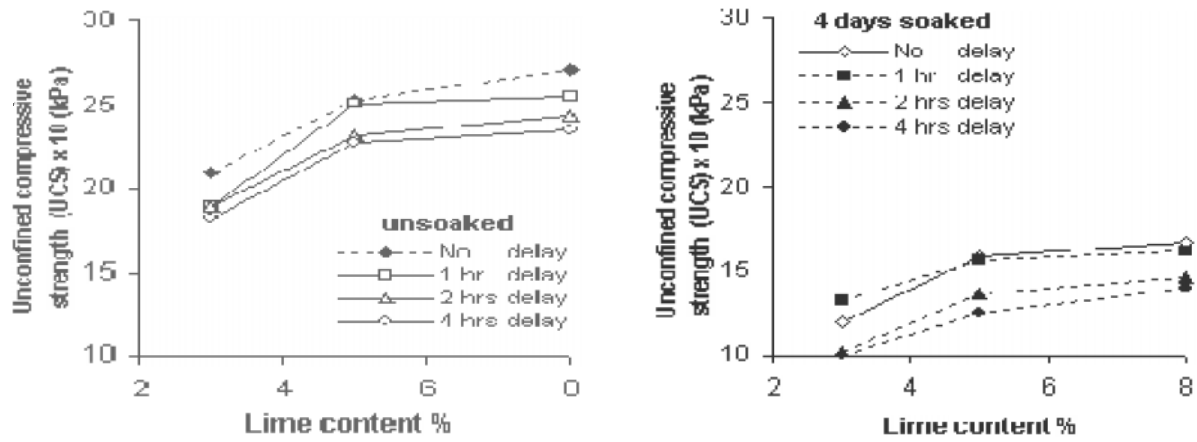 30
25
20
15
10
Unconfined compressive
strength (UCS) x 10 (kPa)
unsoaked
No delay
1 hr delay
2 hrs delay
4 hrs delay
2 4 6 0
Lime content %
30
25
20
15
10
Unconfined compressive
strength (UCS) x 10 (kPa)
4 days soaked
No delay
1 hr delay
2 hrs delay
4 hrs delay
2 4 6 8
Lime content %